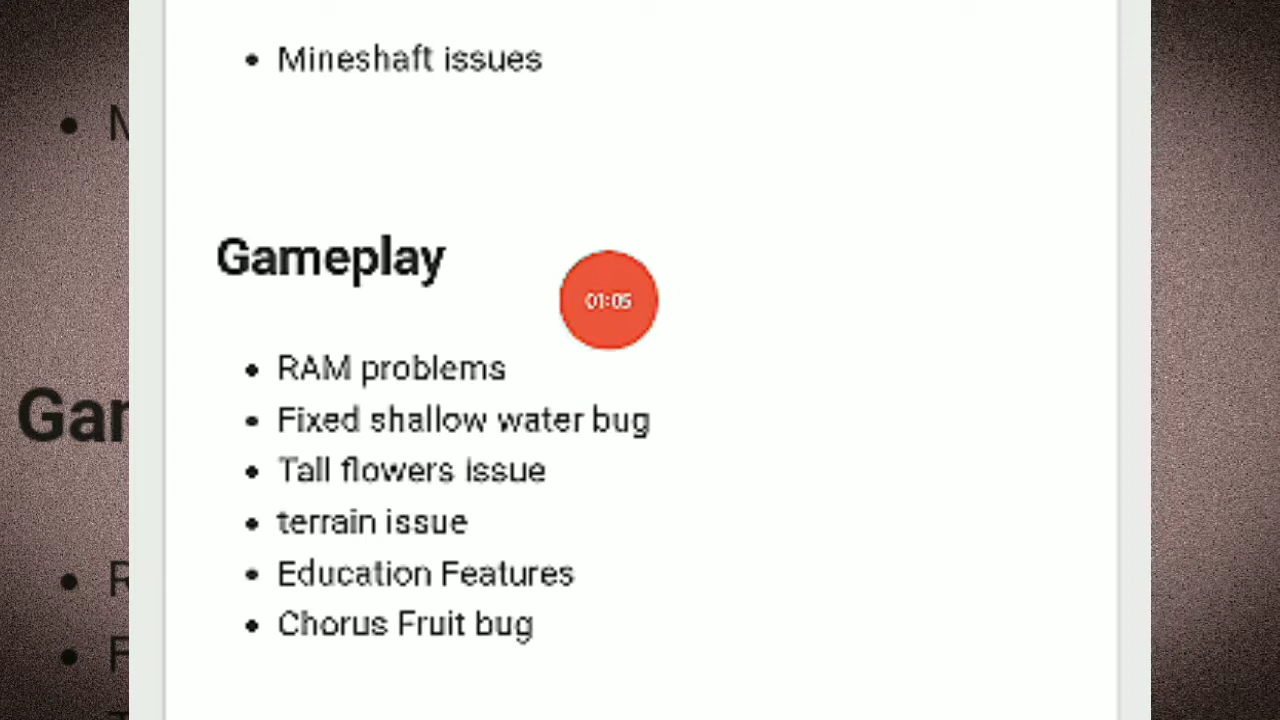 Mineshaft issues
Gameplay
01:05
RAM problems
Fixed shallow water bug
Tall flowers issue
terrain issue
Education Features
Chorus Fruit bug